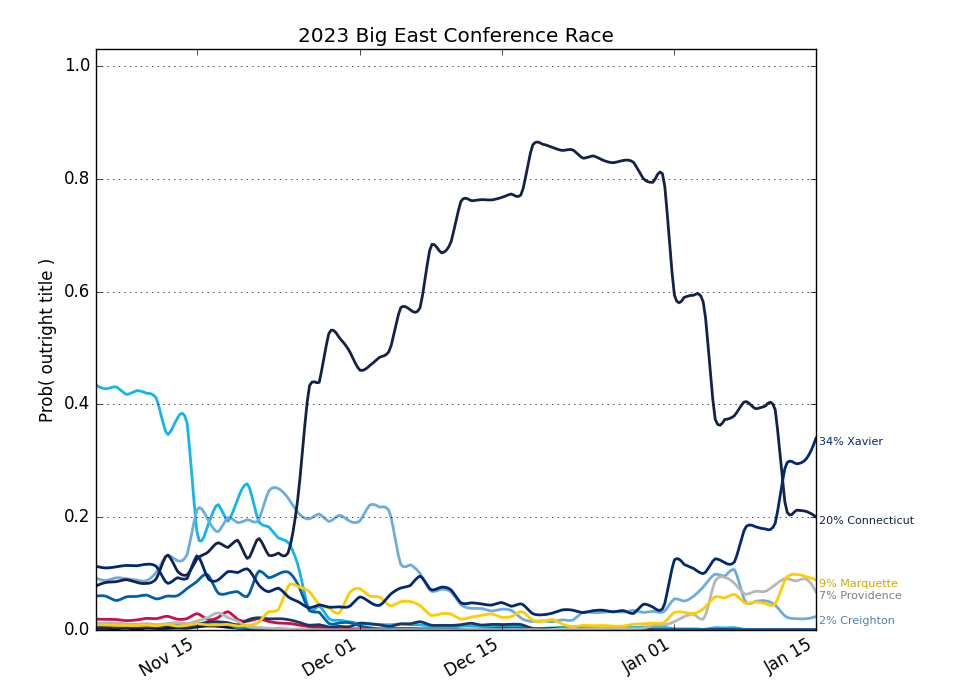 2023 Big East Conference Race
Prob( outright title )
1.0
0.8
0.6
0.4
0.2
0.0
34% Xavier
20% Connecticut
9% Marquette
7% Providence
2% Creighton
Nov 15
Dec 01
Dec 15
Jan 01
Jan 15